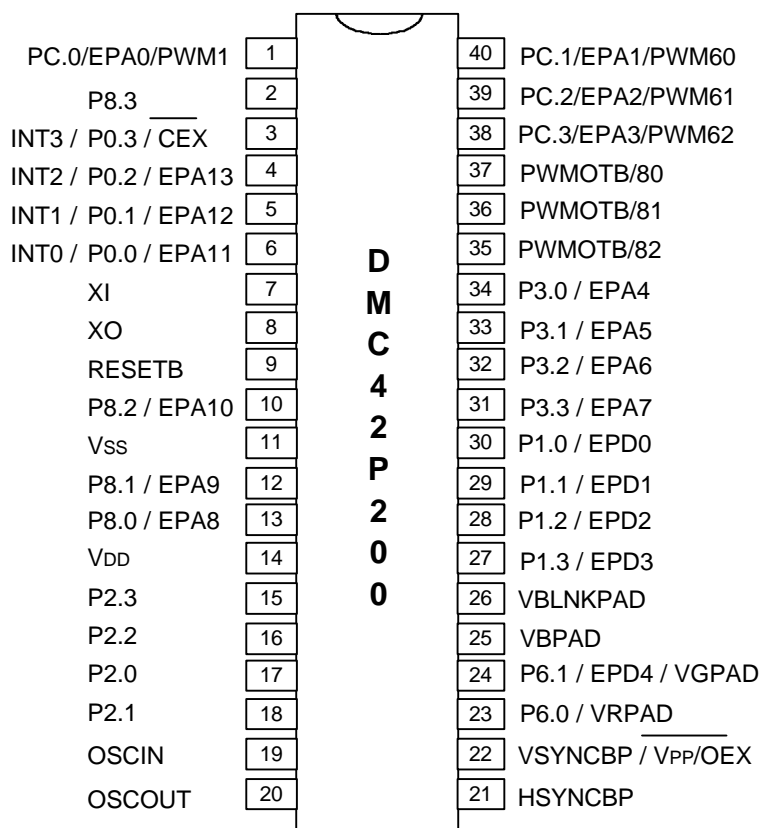 PC.0/EPA0/PWM1 1 40 PC.1/EPA1/PWM60
P8.3 2 39 PC.2/EPA2/PWM61
INT3 / P0.3 / CEX 3 38 PC.3/EPA3/PWM62
INT2 / P0.2 / EPA13 4 37 PWMOTB/80
INT1 / P0.1 / EPA12 5 36 PWMOTB/81
INT0 / P0.0 / EPA11 6 35 PWMOTB/82
XI 7 34 P3.0 / EPA4
XO 8 33 P3.1 / EPA5
RESETB 9 32 P3.2 / EPA6
P8.2 / EPA10 10 31 P3.3 / EPA7
VSS 11 30 P1.0 / EPD0
P8.1 / EPA9 12 29 P1.1 / EPD1
P8.0 / EPA8 13 28 P1.2 / EPD2
VDD 14 27 P1.3 / EPD3
P2.3 15 26 VBLNKPAD
P2.2 16 25 VBPAD
P2.0 17 24 P6.1 / EPD4 / VGPAD
P2.1 18 23 P6.0 / VRPAD
OSCIN 19 22 VSYNCBP / VPP/OEX
OSCOUT 20 21 HSYNCBP
DMC42P200